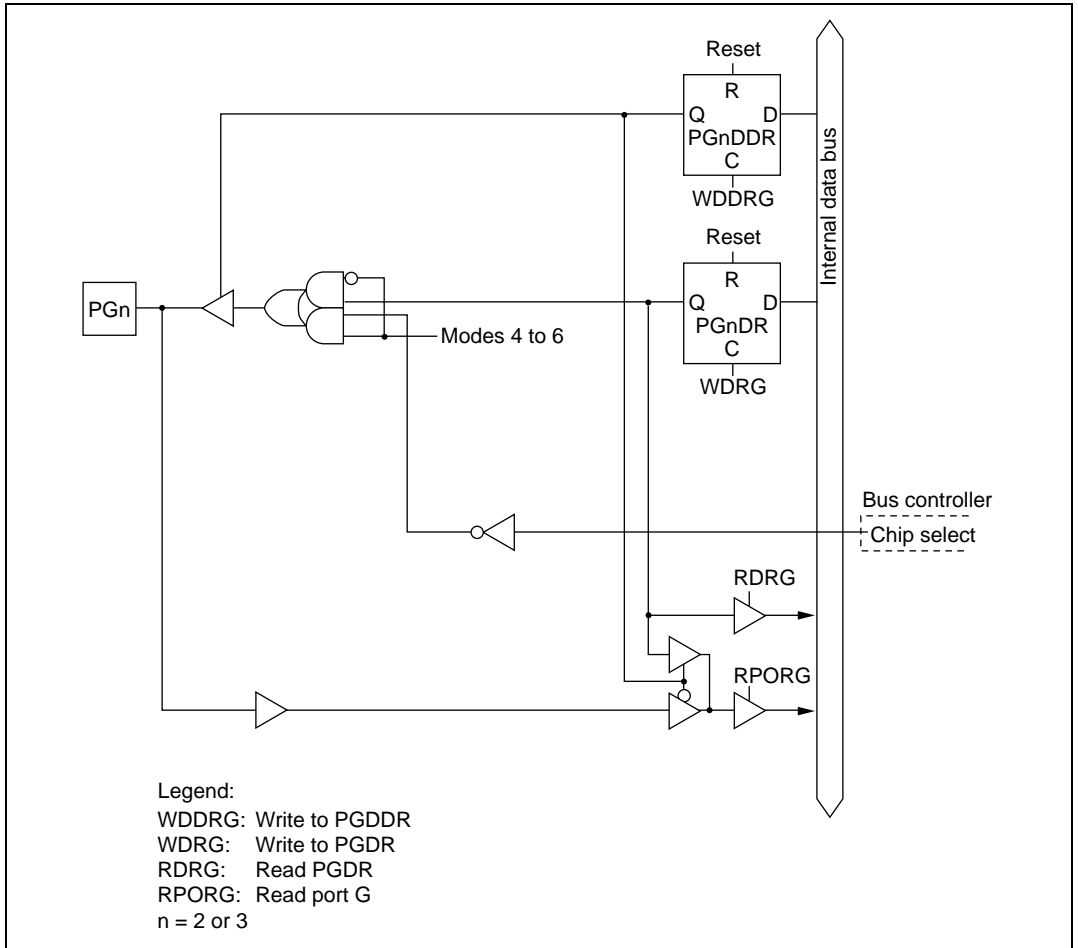 Reset
R
Q D
PGnDDR
C
WDDRG
Internal data bus
Reset
R
Q D
PGnDR
C
WDRG
PGn
Modes 4 to 6
Bus controller
Chip select
RDRG
RPORG
Legend:
WDDRG: Write to PGDDR
WDRG: Write to PGDR
RDRG: Read PGDR
RPORG: Read port G
n = 2 or 3